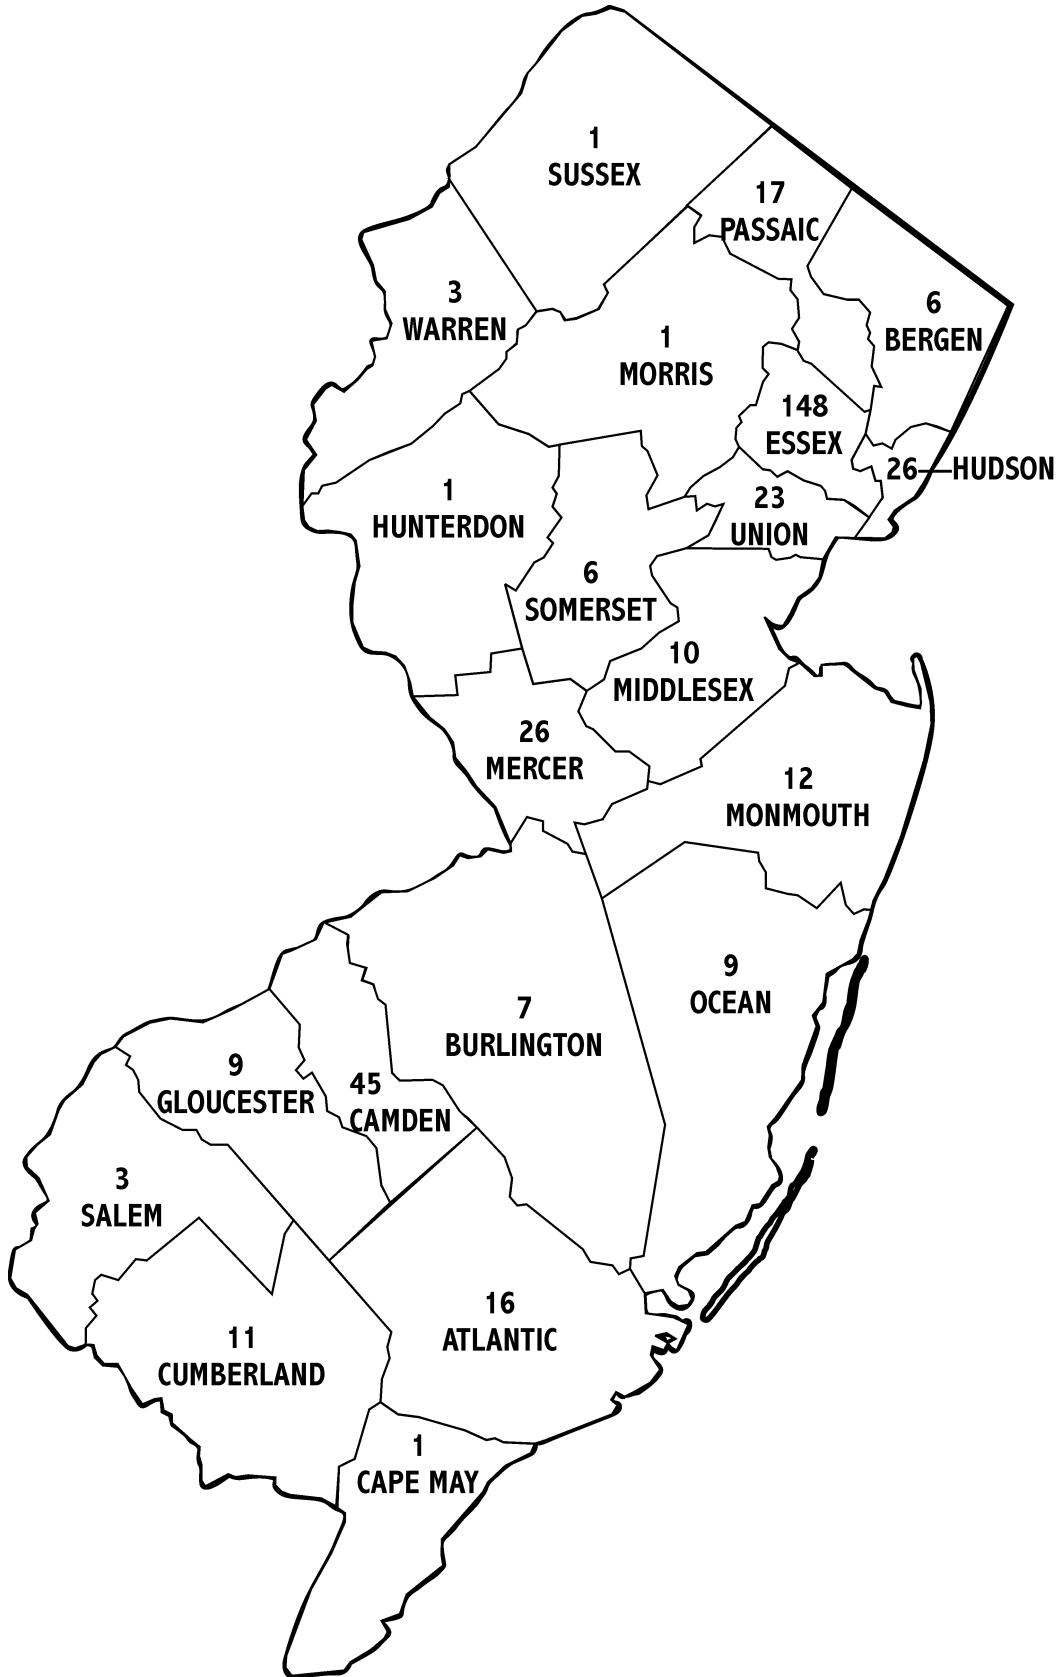 1
SUSSEX
17
PASSAIC
3
WARREN
6
BERGEN
1
MORRIS
148
ESSEX
26
HUDSON
1
HUNTERDON
23
UNION
6
SOMERSET
10
MIDDLESEX
26
MERCER
12
MONMOUTH
9
OCEAN
7
BURLINGTON
9
GLOUCESTER
45
CAMDEN
3
SALEM
16
ATLANTIC
11
CUMBERLAND
1
CAPE MAY